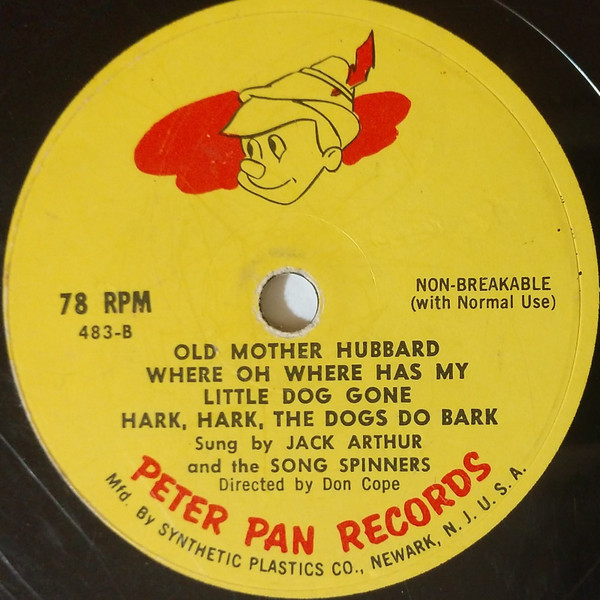 78 RPM
483-B
NON-BREAKABLE
(with Normal Use)
OLD MOTHER HUBBARD
WHERE OH WHERE HAS MY
LITTLE DOG GONE
HARK, HARK, THE DOGS DO BARK
Sung by JACK ARTHUR
and the SONG SPINNERS
Directed by Don Cope
PETER PAN RECORDS
Mfd. By SYNTHETIC PLASTICS CO., NEWARK, N. J. U. S. A.